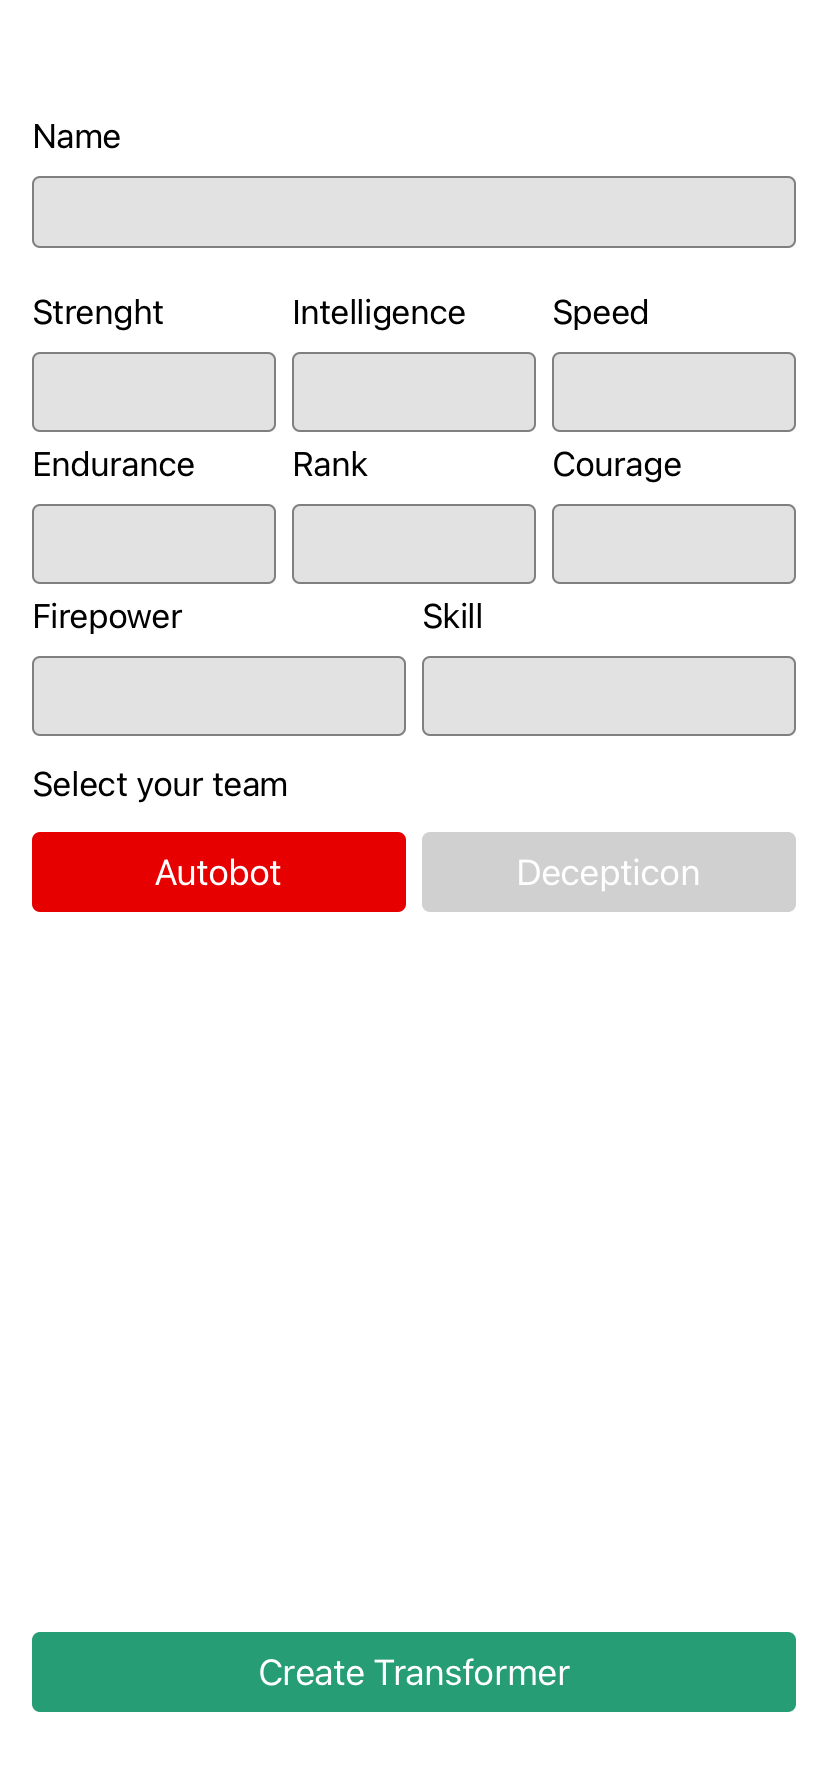 Name
Strenght Intelligence Speed
Endurance Rank Courage
Firepower Skill
Select your team
Autobot Decepticon
Create Transformer